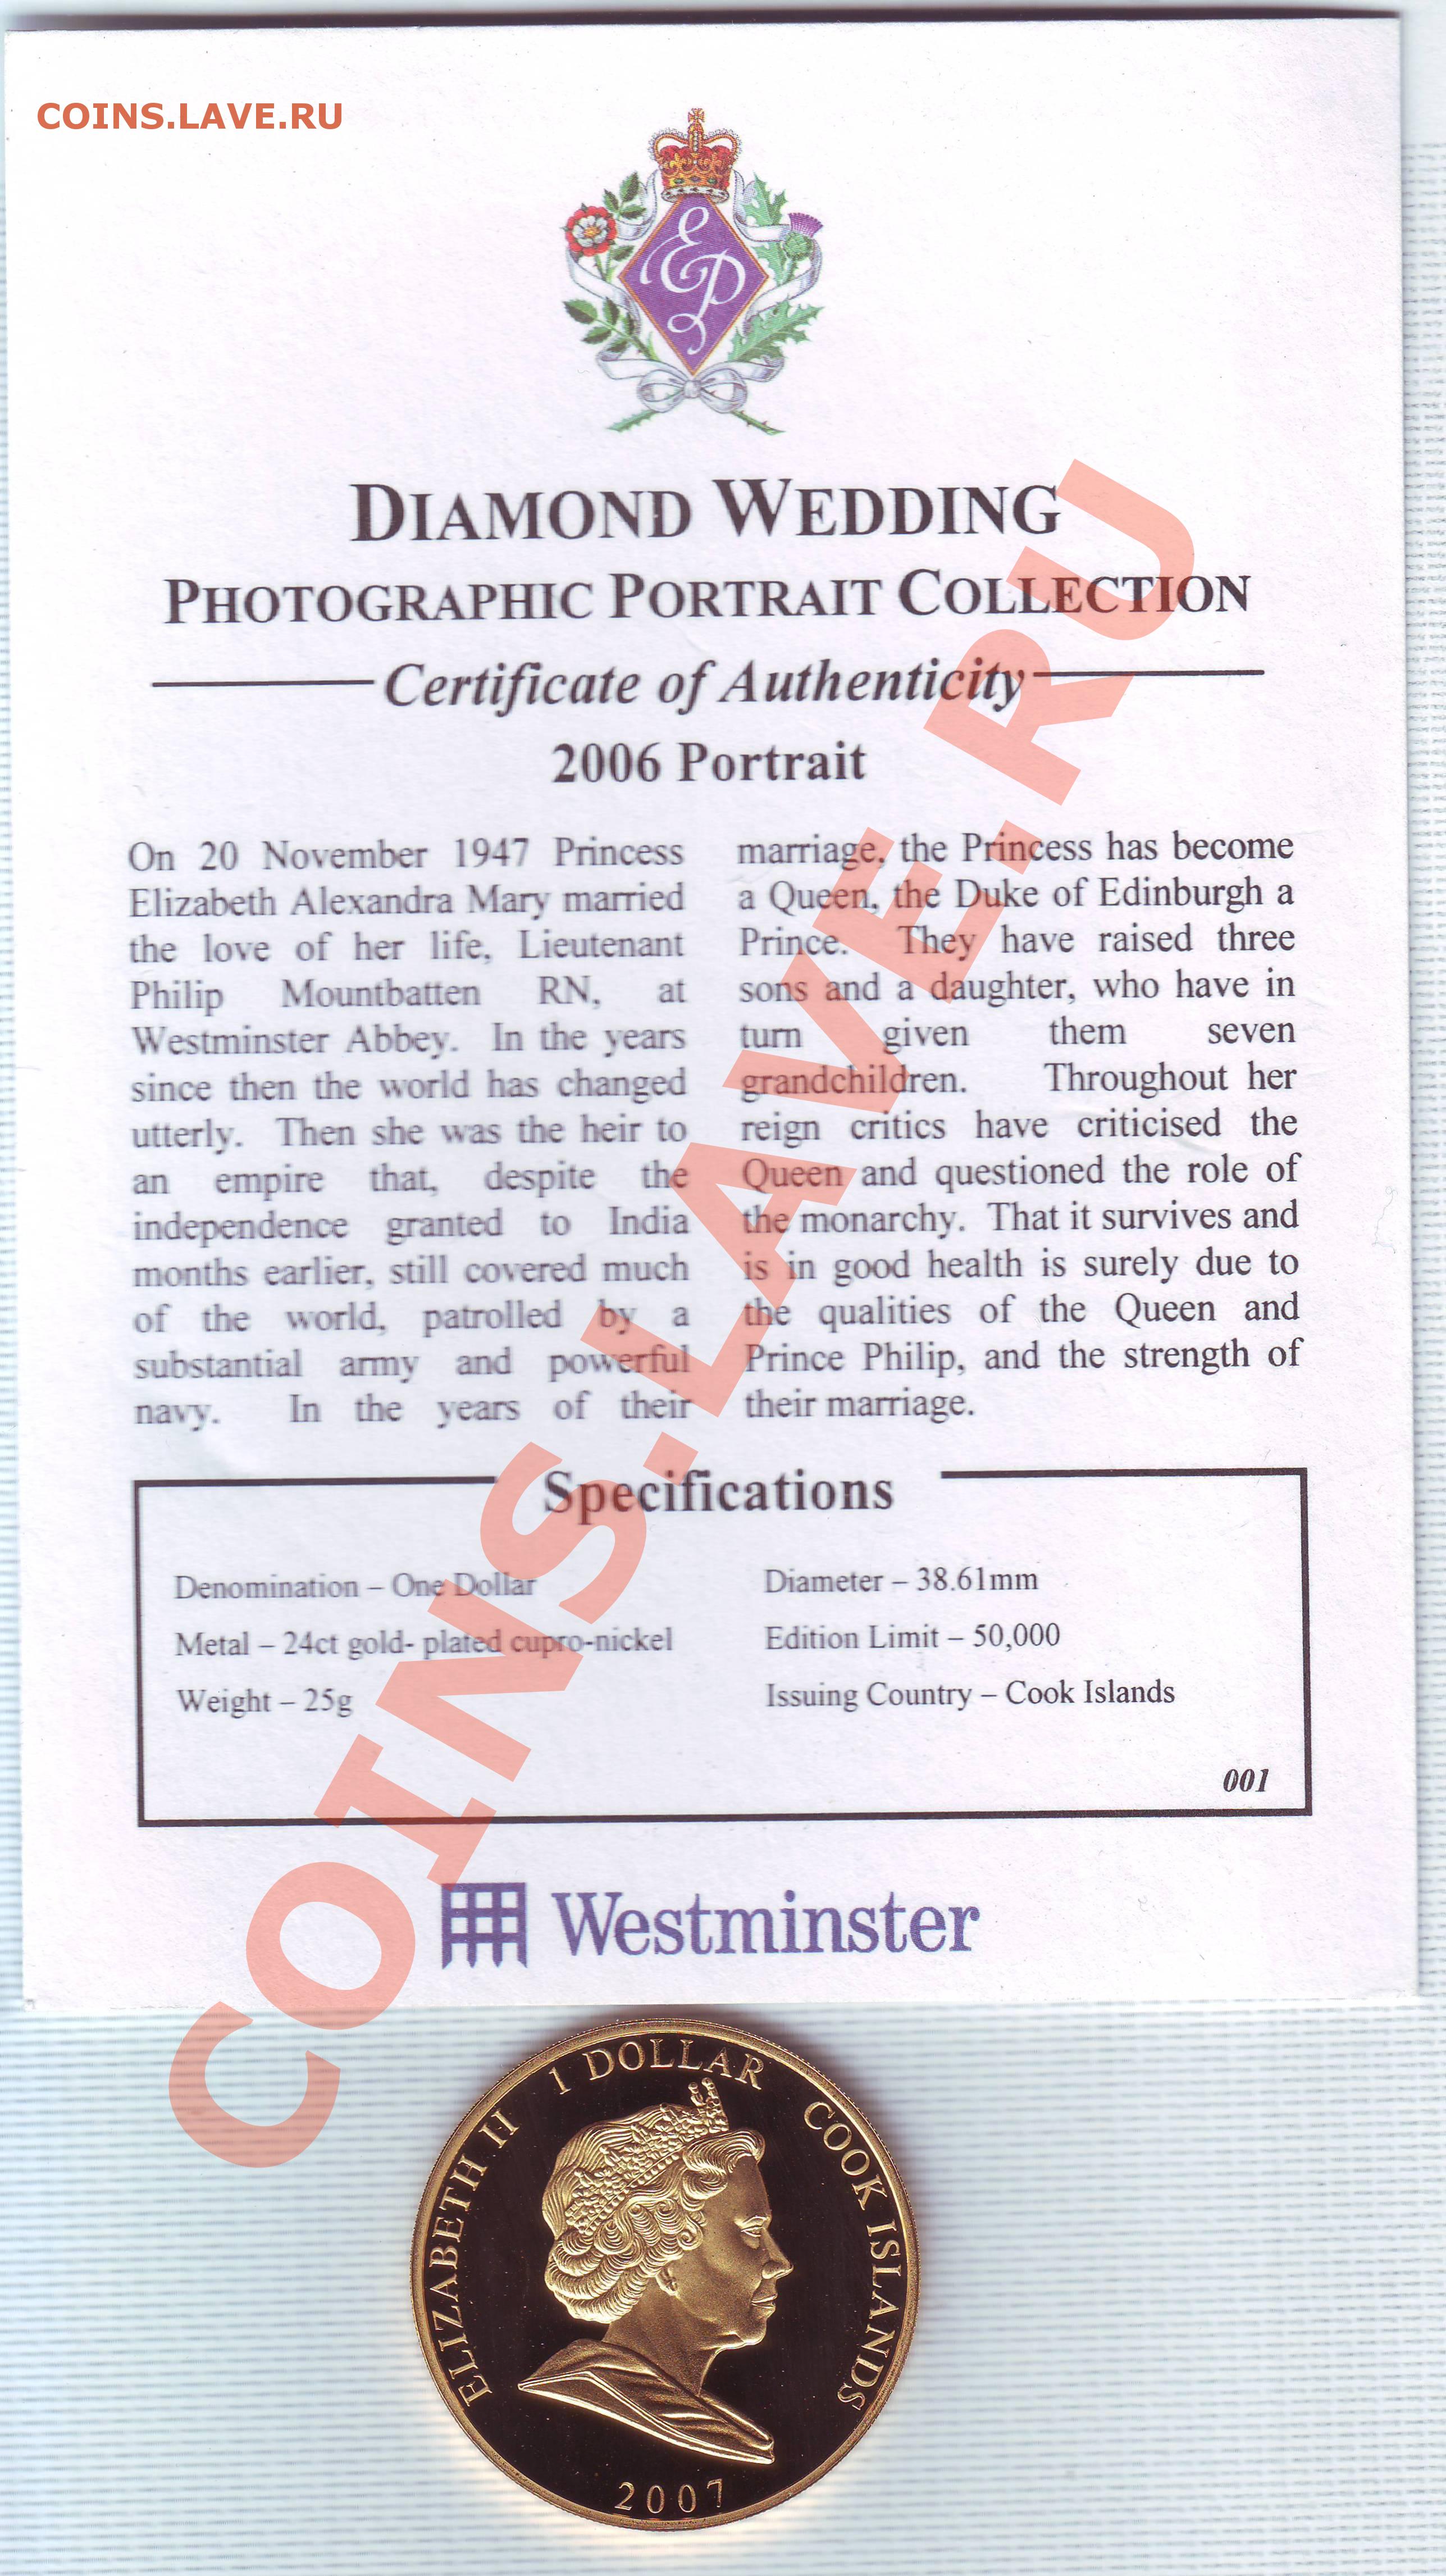 COINS.LAVE.RU
EP
DIAMOND WEDDING
PHOTOGRAPHIC PORTRAIT COLLECTION
Certificate of Authenticity
2006 Portrait
On 20 November 1947 Princess
Elizabeth Alexandra Mary married
the love of her life, Lieutenant
Philip Mountbatten RN, at
Westminster Abbey. In the years
since then the world has changed
utterly. Then she was the heir to
an empire that, despite the
independence granted to India
months earlier, still covered much
of the world, patrolled by a
substantial army and powerful
navy. In the years of their
marriage, the Princess has become
a Queen, the Duke of Edinburgh a
Prince. They have raised three
sons and a daughter, who have in
turn given them seven
grandchildren. Throughout her
reign critics have criticised the
Queen and questioned the role of
the monarchy. That it survives and
is in good health is surely due to
the qualities of the Queen and
Prince Philip, and the strength of
their marriage.
Specifications
Denomination – One Dollar
Metal – 24ct gold- plated cupro-nickel
Weight – 25g
Diameter – 38.61mm
Edition Limit – 50,000
Issuing Country – Cook Islands
001
Westminster
ELIZABETH II 1 DOLLAR COOK ISLANDS
2007
COINS.LAVE.RU